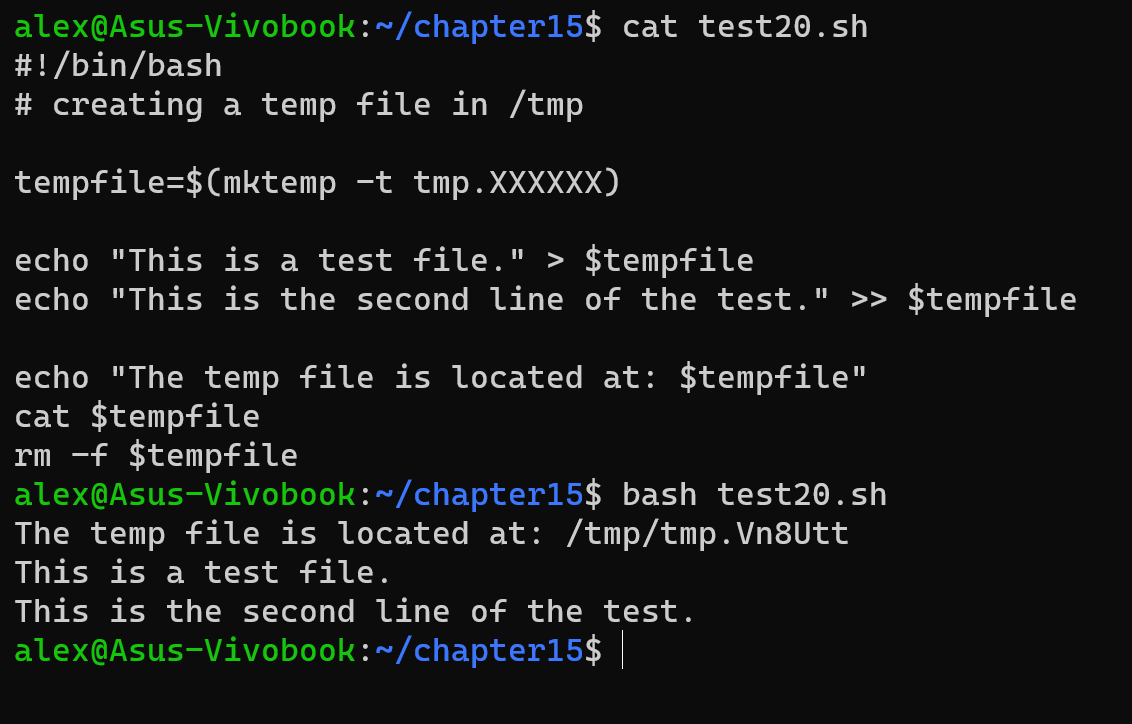 alex@Asus-Vivobook:~/chapter15$ cat test20.sh
#!/bin/bash
# creating a temp file in /tmp
tempfile=$(mktemp -t tmp.XXXXXX)
echo "This is a test file." > $tempfile
echo "This is the second line of the test." >> $tempfile
echo "The temp file is located at: $tempfile"
cat $tempfile
rm -f $tempfile
alex@Asus-Vivobook:~/chapter15$ bash test20.sh
The temp file is located at: /tmp/tmp.Vn8Utt
This is a test file.
This is the second line of the test.
alex@Asus-Vivobook:~/chapter15$